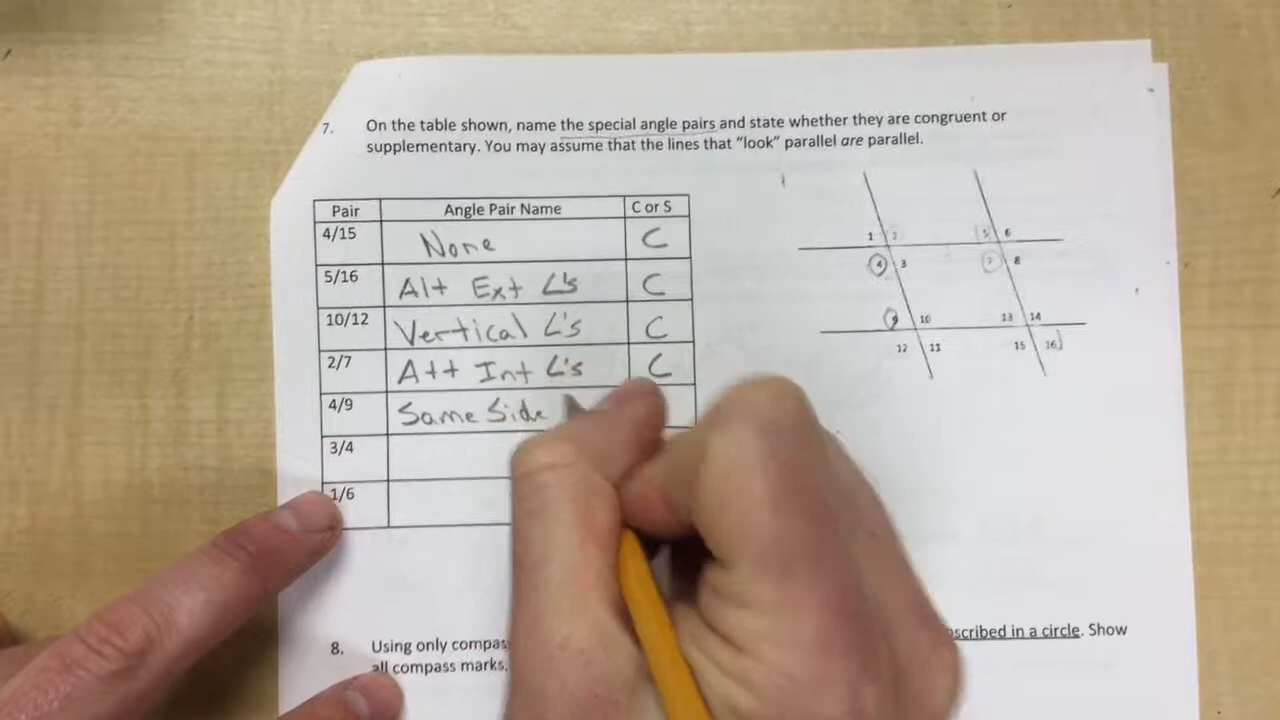 7. On the table shown, name the special angle pairs and state whether they are congruent or
supplementary. You may assume that the lines that “look” parallel are parallel.
Pair Angle Pair Name C or S
4/15 None C
5/16 Alt Ext ∠'s C
10/12 Vertical ∠'s C
2/7 Alt Int ∠'s C
4/9 Same Side
3/4
1/6
1 2 5 6
4 3 7 8
9 10 13 14
12 11 15 16
8. Using only compas
scribed in a circle. Show
all compass marks.